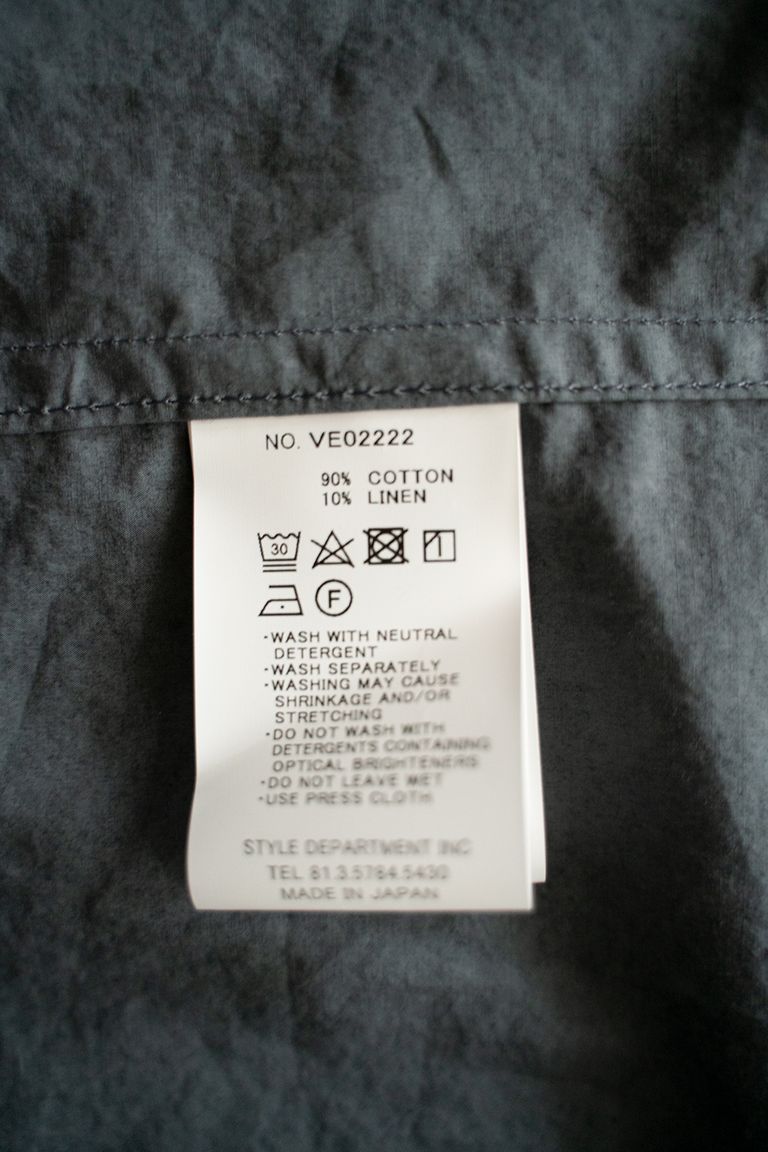 NO. VE02222
90% COTTON
10% LINEN
30
F
·WASH WITH NEUTRAL
DETERGENT
·WASH SEPARATELY
·WASHING MAY CAUSE
SHRINKAGE AND/OR
STRETCHING
·DO NOT WASH WITH
DETERGENTS CONTAINING
OPTICAL BRIGHTENERS
·DO NOT LEAVE WET
·USE PRESS CLOTH
STYLE DEPARTMENT INC
TEL 81.3.5784.5430
MADE IN JAPAN